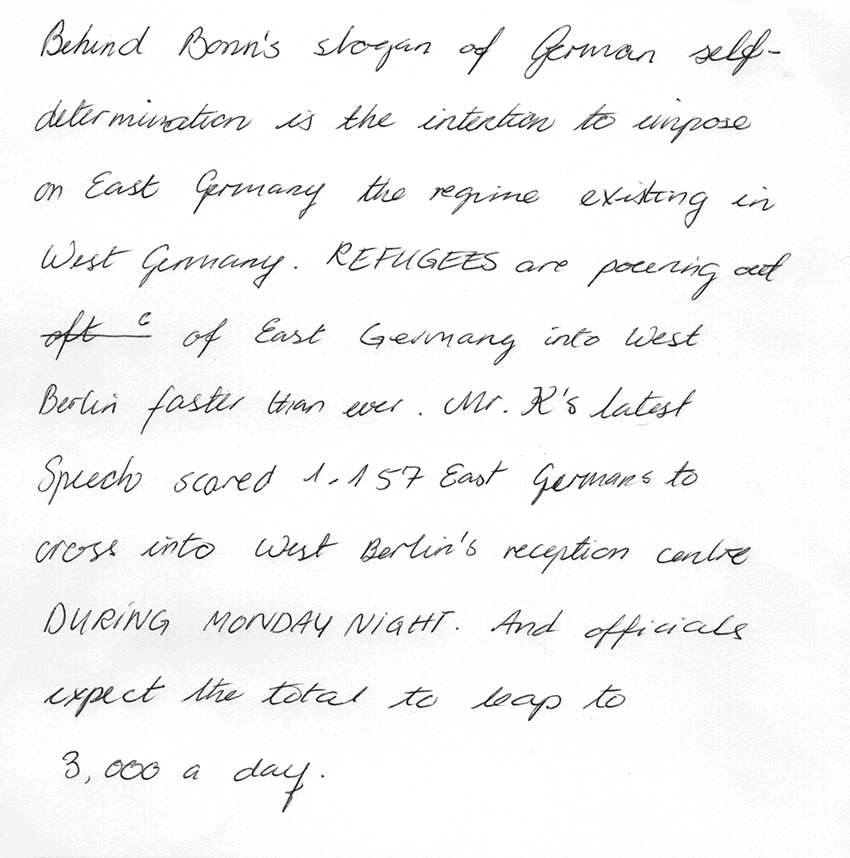 Behind Bonn's slogan of German self-
determination is the intention to impose
on East Germany the regime existing in
West Germany. REFUGEES are pouring out
of East Germany into West
Berlin faster than ever. Mr. K's latest
Speech scared 1.157 East Germans to
cross into West Berlin's reception centre
DURING MONDAY NIGHT. And officials
expect the total to leap to
3,000 a day.